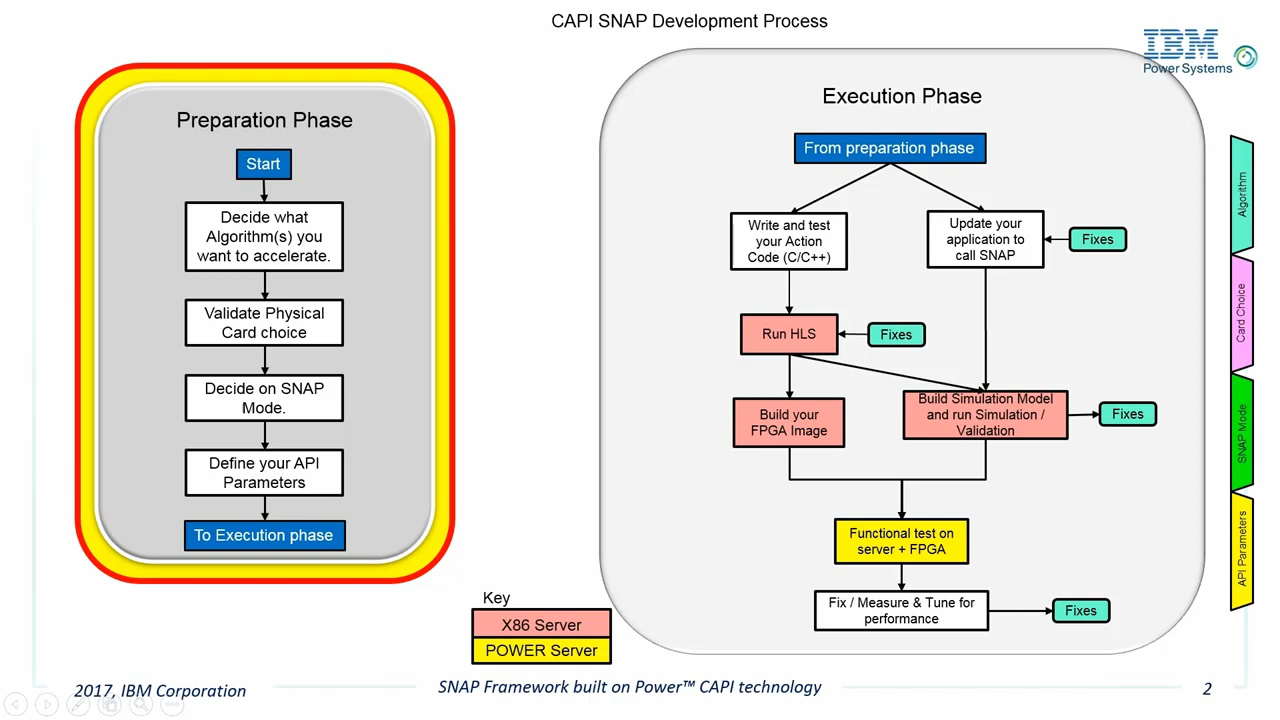 CAPI SNAP Development Process
IBM
Power Systems
Preparation Phase
Start
Decide what
Algorithm(s) you
want to accelerate.
Validate Physical
Card choice
Decide on SNAP
Mode.
Define your API
Parameters
To Execution phase
Execution Phase
From preparation phase
Write and test
your Action
Code (C/C++)
Update your
application to
call SNAP
Fixes
Run HLS
Fixes
Build your
FPGA Image
Build Simulation Model
and run Simulation /
Validation
Fixes
Functional test on
server + FPGA
Fix / Measure & Tune for
performance
Fixes
Algorithm
Card Choice
SNAP Mode
API Parameters
Key
X86 Server
POWER Server
2017, IBM Corporation
SNAP Framework built on Power™ CAPI technology
2